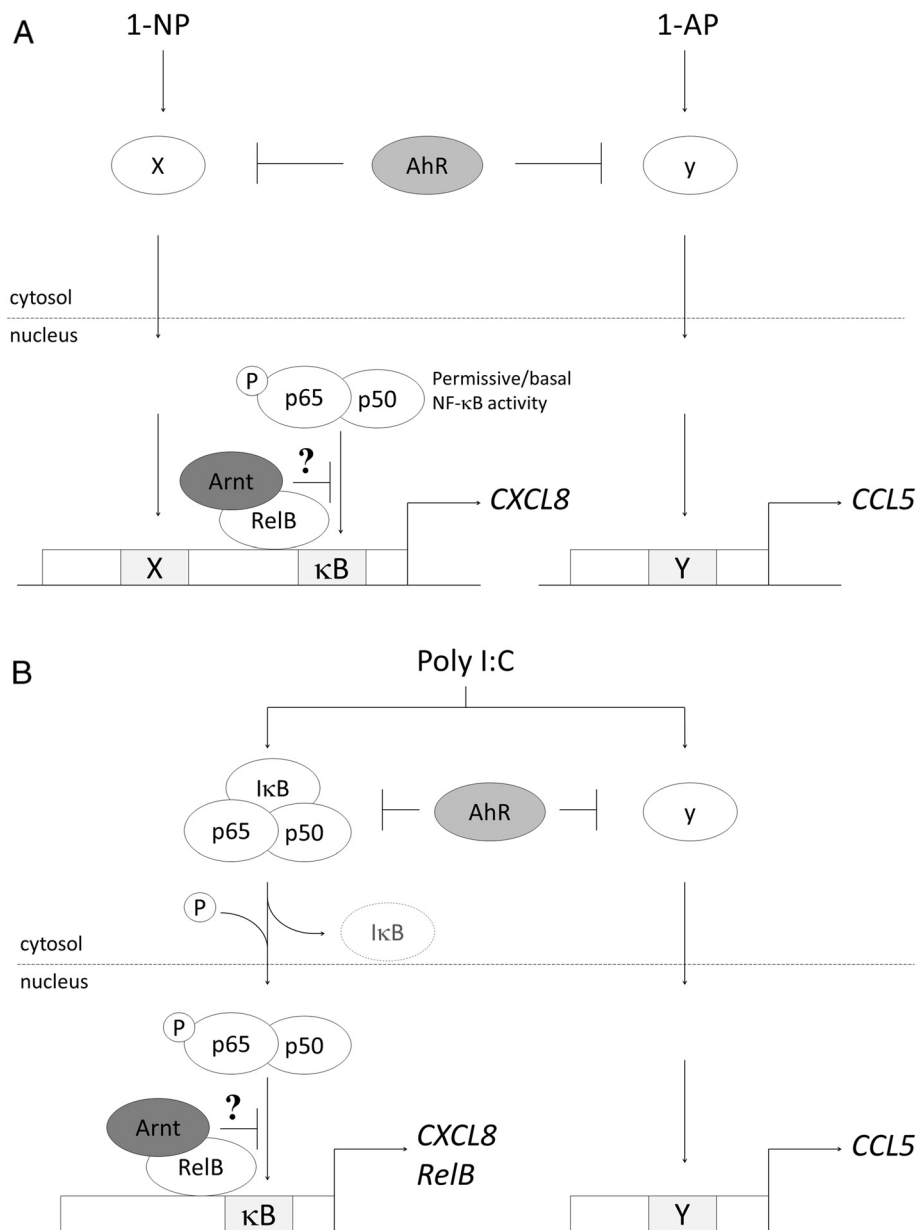 A
1-NP
1-AP
X
AhR
y
cytosol
nucleus
P
p65
p50
Permissive/basal
NF-κB activity
?
Arnt
RelB
CXCL8
CCL5
X
κB
Y
B
Poly I:C
IκB
p65
p50
AhR
y
P
IκB
cytosol
nucleus
P
p65
p50
?
Arnt
RelB
CXCL8
RelB
CCL5
κB
Y